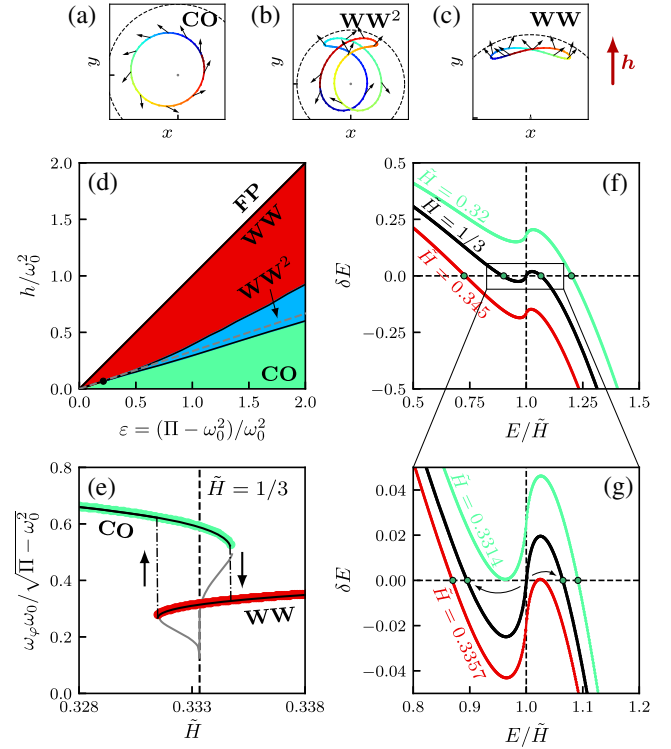 (a)
CO
y
x
(b)
WW²
y
x
(c)
WW
y
x
h
(d)
2.0
1.5
1.0
0.5
0.0
h/ω₀²
FP
WW
WW²
CO
0.0 0.5 1.0 1.5 2.0
ε = (Π − ω₀²)/ω₀²
(f)
0.5
0.25
0.0
−0.25
−0.5
δE
H̃ = 0.32
H̃ = 1/3
H̃ = 0.345
0.5 0.75 1.0 1.25 1.5
E/H̃
(e)
0.8
0.6
0.4
0.2
0.0
ω_φω₀/√(Π − ω₀²)
H̃ = 1/3
CO
WW
0.328 0.333 0.338
H̃
(g)
0.04
0.02
0.00
−0.02
−0.04
δE
H̃ = 0.3314
H̃ = 0.3357
0.8 0.9 1.0 1.1 1.2
E/H̃